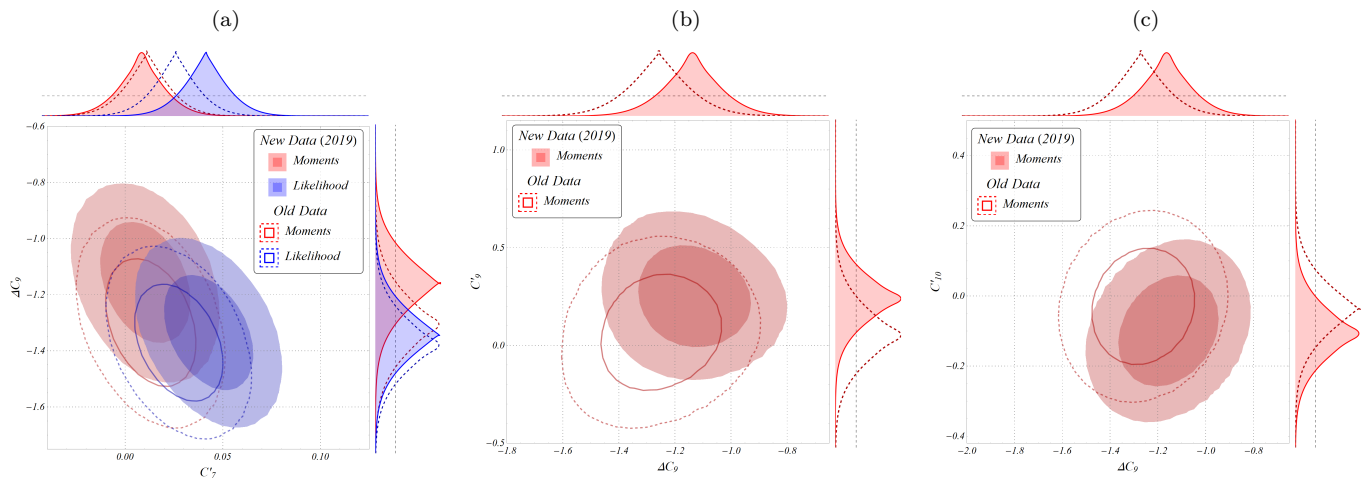 (a)
(b)
(c)
-0.6
-0.8
-1.0
-1.2
-1.4
-1.6
ΔC9
0.00
0.05
0.10
C'7
New Data (2019)
Moments
Likelihood
Old Data
Moments
Likelihood
1.0
0.5
0.0
-0.5
C'9
-1.8
-1.6
-1.4
-1.2
-1.0
-0.8
ΔC9
New Data (2019)
Moments
Old Data
Moments
0.4
0.2
0.0
-0.2
-0.4
C'10
-2.0
-1.8
-1.6
-1.4
-1.2
-1.0
-0.8
ΔC9
New Data (2019)
Moments
Old Data
Moments